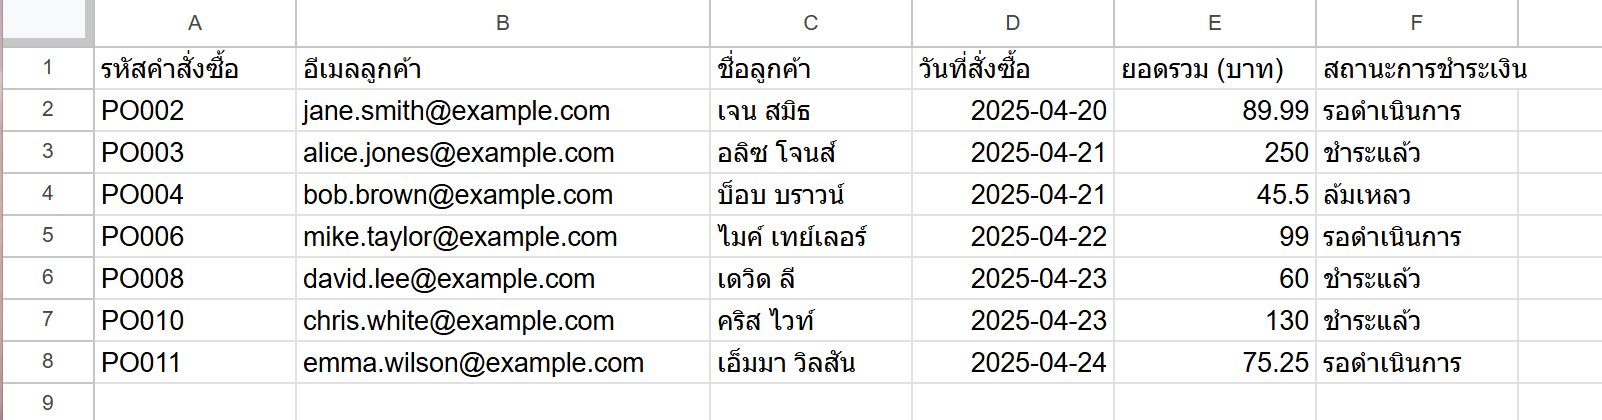 A B C D E F
1 รหัสคำสั่งซื้อ อีเมลลูกค้า ชื่อลูกค้า วันที่สั่งซื้อ ยอดรวม (บาท) สถานะการชำระเงิน
2 PO002 jane.smith@example.com เจน สมิธ 2025-04-20 89.99 รอดำเนินการ
3 PO003 alice.jones@example.com อลิซ โจนส์ 2025-04-21 250 ชำระแล้ว
4 PO004 bob.brown@example.com บ็อบ บราวน์ 2025-04-21 45.5 ล้มเหลว
5 PO006 mike.taylor@example.com ไมค์ เทย์เลอร์ 2025-04-22 99 รอดำเนินการ
6 PO008 david.lee@example.com เดวิด ลี 2025-04-23 60 ชำระแล้ว
7 PO010 chris.white@example.com คริส ไวท์ 2025-04-23 130 ชำระแล้ว
8 PO011 emma.wilson@example.com เอ็มมา วิลสัน 2025-04-24 75.25 รอดำเนินการ
9